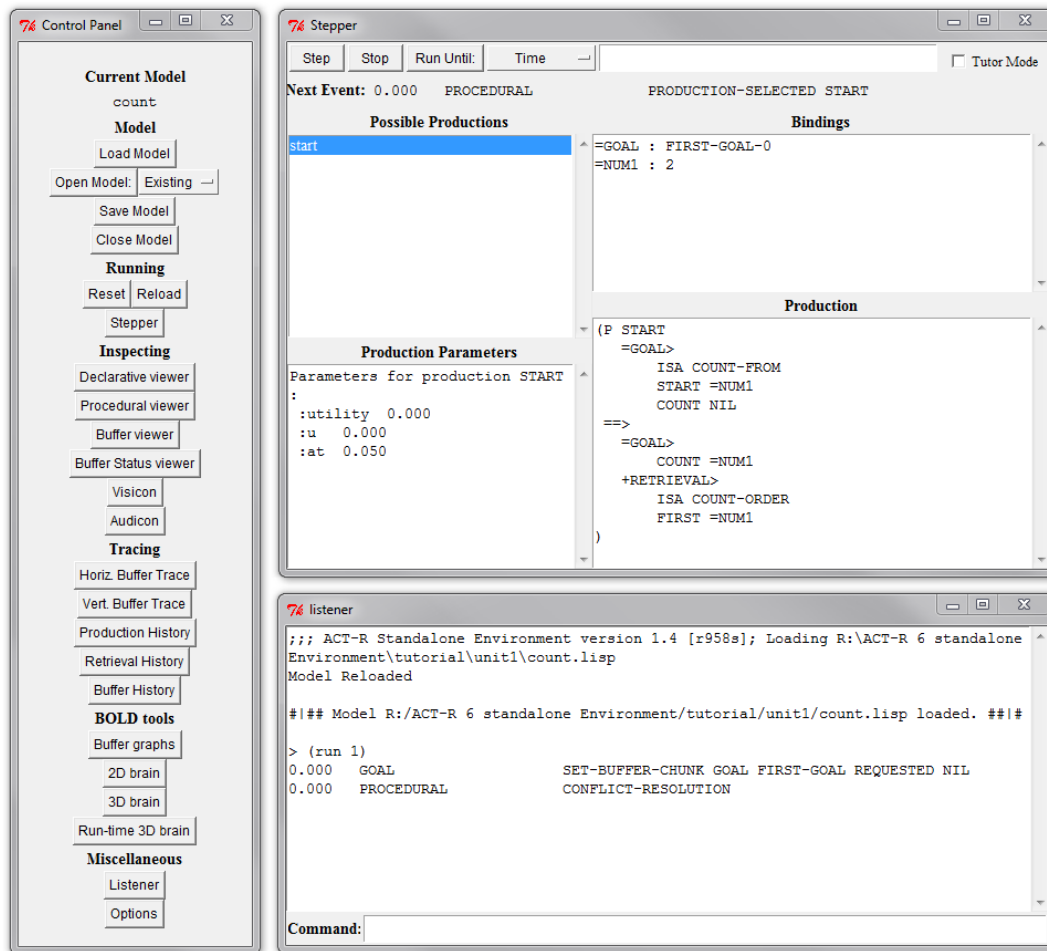 Control Panel
Current Model
count
Model
Load Model
Open Model: Existing
Save Model
Close Model
Running
Reset Reload
Stepper
Inspecting
Declarative viewer
Procedural viewer
Buffer viewer
Buffer Status viewer
Visicon
Audicon
Tracing
Horiz. Buffer Trace
Vert. Buffer Trace
Production History
Retrieval History
Buffer History
BOLD tools
Buffer graphs
2D brain
3D brain
Run-time 3D brain
Miscellaneous
Listener
Options
Stepper
Step Stop Run Until: Time Tutor Mode
Next Event: 0.000 PROCEDURAL PRODUCTION-SELECTED START
Possible Productions
start
Bindings
=GOAL : FIRST-GOAL-0
=NUM1 : 2
Production Parameters
Parameters for production START
:
:utility 0.000
:u 0.000
:at 0.050
Production
(P START
=GOAL>
ISA COUNT-FROM
START =NUM1
COUNT NIL
==>
=GOAL>
COUNT =NUM1
+RETRIEVAL>
ISA COUNT-ORDER
FIRST =NUM1
)
listener
;;; ACT-R Standalone Environment version 1.4 [r958s]; Loading R:\ACT-R 6 standalone
Environment\tutorial\unit1\count.lisp
Model Reloaded
#|## Model R:/ACT-R 6 standalone Environment/tutorial/unit1/count.lisp loaded. ##|#
> (run 1)
0.000 GOAL SET-BUFFER-CHUNK GOAL FIRST-GOAL REQUESTED NIL
0.000 PROCEDURAL CONFLICT-RESOLUTION
Command: